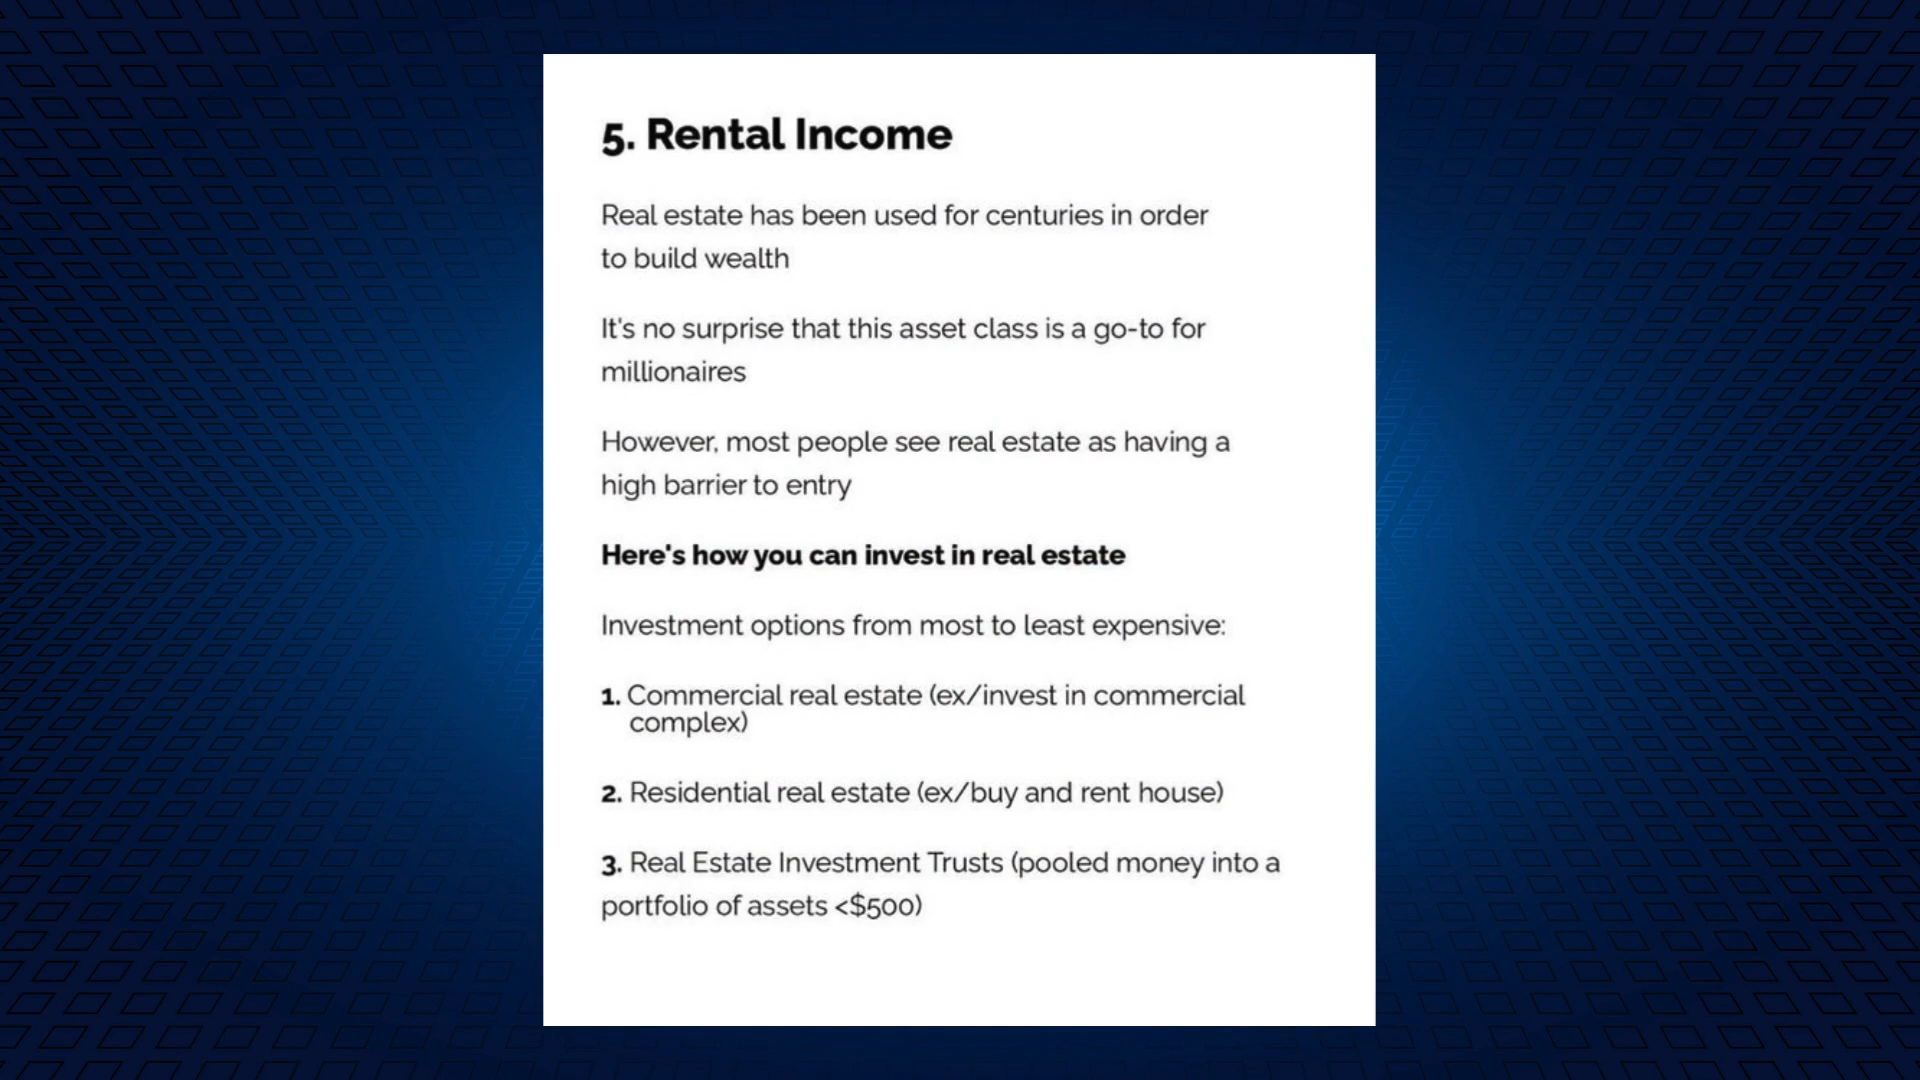 5. Rental Income
Real estate has been used for centuries in order
to build wealth
It's no surprise that this asset class is a go-to for
millionaires
However, most people see real estate as having a
high barrier to entry
Here's how you can invest in real estate
Investment options from most to least expensive:
1. Commercial real estate (ex/invest in commercial
complex)
2. Residential real estate (ex/buy and rent house)
3. Real Estate Investment Trusts (pooled money into a
portfolio of assets <$500)